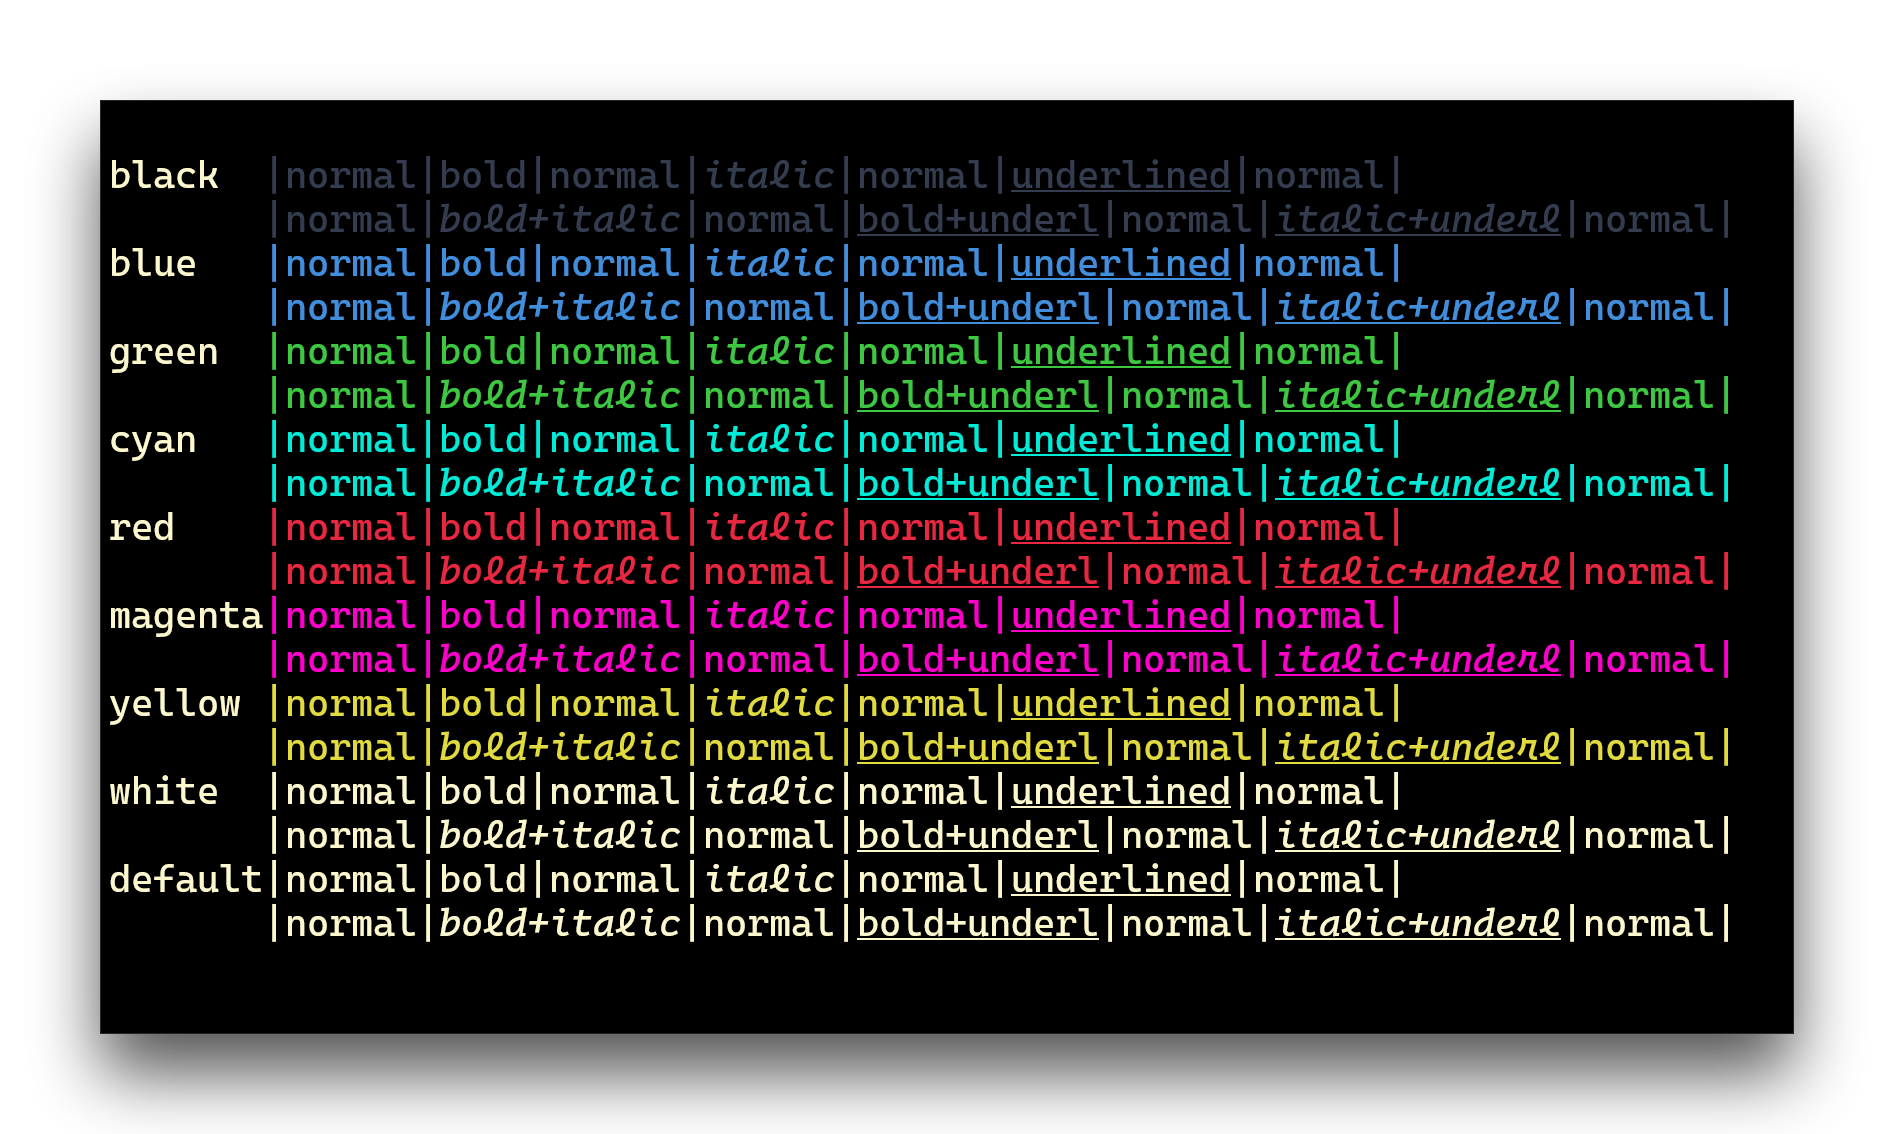 black  |normal|bold|normal|italic|normal|underlined|normal|
       |normal|bold+italic|normal|bold+underl|normal|italic+underl|normal|
blue   |normal|bold|normal|italic|normal|underlined|normal|
       |normal|bold+italic|normal|bold+underl|normal|italic+underl|normal|
green  |normal|bold|normal|italic|normal|underlined|normal|
       |normal|bold+italic|normal|bold+underl|normal|italic+underl|normal|
cyan   |normal|bold|normal|italic|normal|underlined|normal|
       |normal|bold+italic|normal|bold+underl|normal|italic+underl|normal|
red    |normal|bold|normal|italic|normal|underlined|normal|
       |normal|bold+italic|normal|bold+underl|normal|italic+underl|normal|
magenta|normal|bold|normal|italic|normal|underlined|normal|
       |normal|bold+italic|normal|bold+underl|normal|italic+underl|normal|
yellow |normal|bold|normal|italic|normal|underlined|normal|
       |normal|bold+italic|normal|bold+underl|normal|italic+underl|normal|
white  |normal|bold|normal|italic|normal|underlined|normal|
       |normal|bold+italic|normal|bold+underl|normal|italic+underl|normal|
default|normal|bold|normal|italic|normal|underlined|normal|
       |normal|bold+italic|normal|bold+underl|normal|italic+underl|normal|